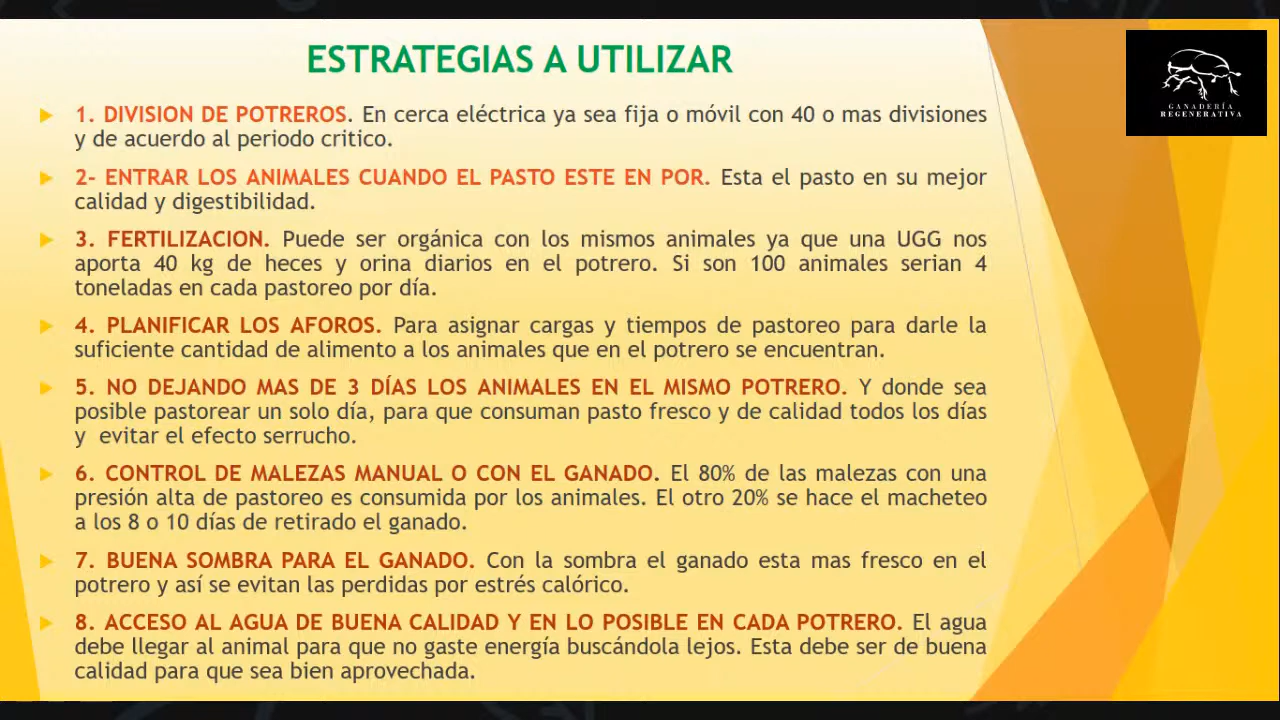 ESTRATEGIAS A UTILIZAR
GANADERÍA
REGENERATIVA
1. DIVISION DE POTREROS. En cerca eléctrica ya sea fija o móvil con 40 o mas divisiones
y de acuerdo al periodo critico.
2- ENTRAR LOS ANIMALES CUANDO EL PASTO ESTE EN POR. Esta el pasto en su mejor
calidad y digestibilidad.
3. FERTILIZACION. Puede ser orgánica con los mismos animales ya que una UGG nos
aporta 40 kg de heces y orina diarios en el potrero. Si son 100 animales serian 4
toneladas en cada pastoreo por día.
4. PLANIFICAR LOS AFOROS. Para asignar cargas y tiempos de pastoreo para darle la
suficiente cantidad de alimento a los animales que en el potrero se encuentran.
5. NO DEJANDO MAS DE 3 DÍAS LOS ANIMALES EN EL MISMO POTRERO. Y donde sea
posible pastorear un solo día, para que consuman pasto fresco y de calidad todos los días
y evitar el efecto serrucho.
6. CONTROL DE MALEZAS MANUAL O CON EL GANADO. El 80% de las malezas con una
presión alta de pastoreo es consumida por los animales. El otro 20% se hace el macheteo
a los 8 o 10 días de retirado el ganado.
7. BUENA SOMBRA PARA EL GANADO. Con la sombra el ganado esta mas fresco en el
potrero y así se evitan las perdidas por estrés calórico.
8. ACCESO AL AGUA DE BUENA CALIDAD Y EN LO POSIBLE EN CADA POTRERO. El agua
debe llegar al animal para que no gaste energía buscándola lejos. Esta debe ser de buena
calidad para que sea bien aprovechada.